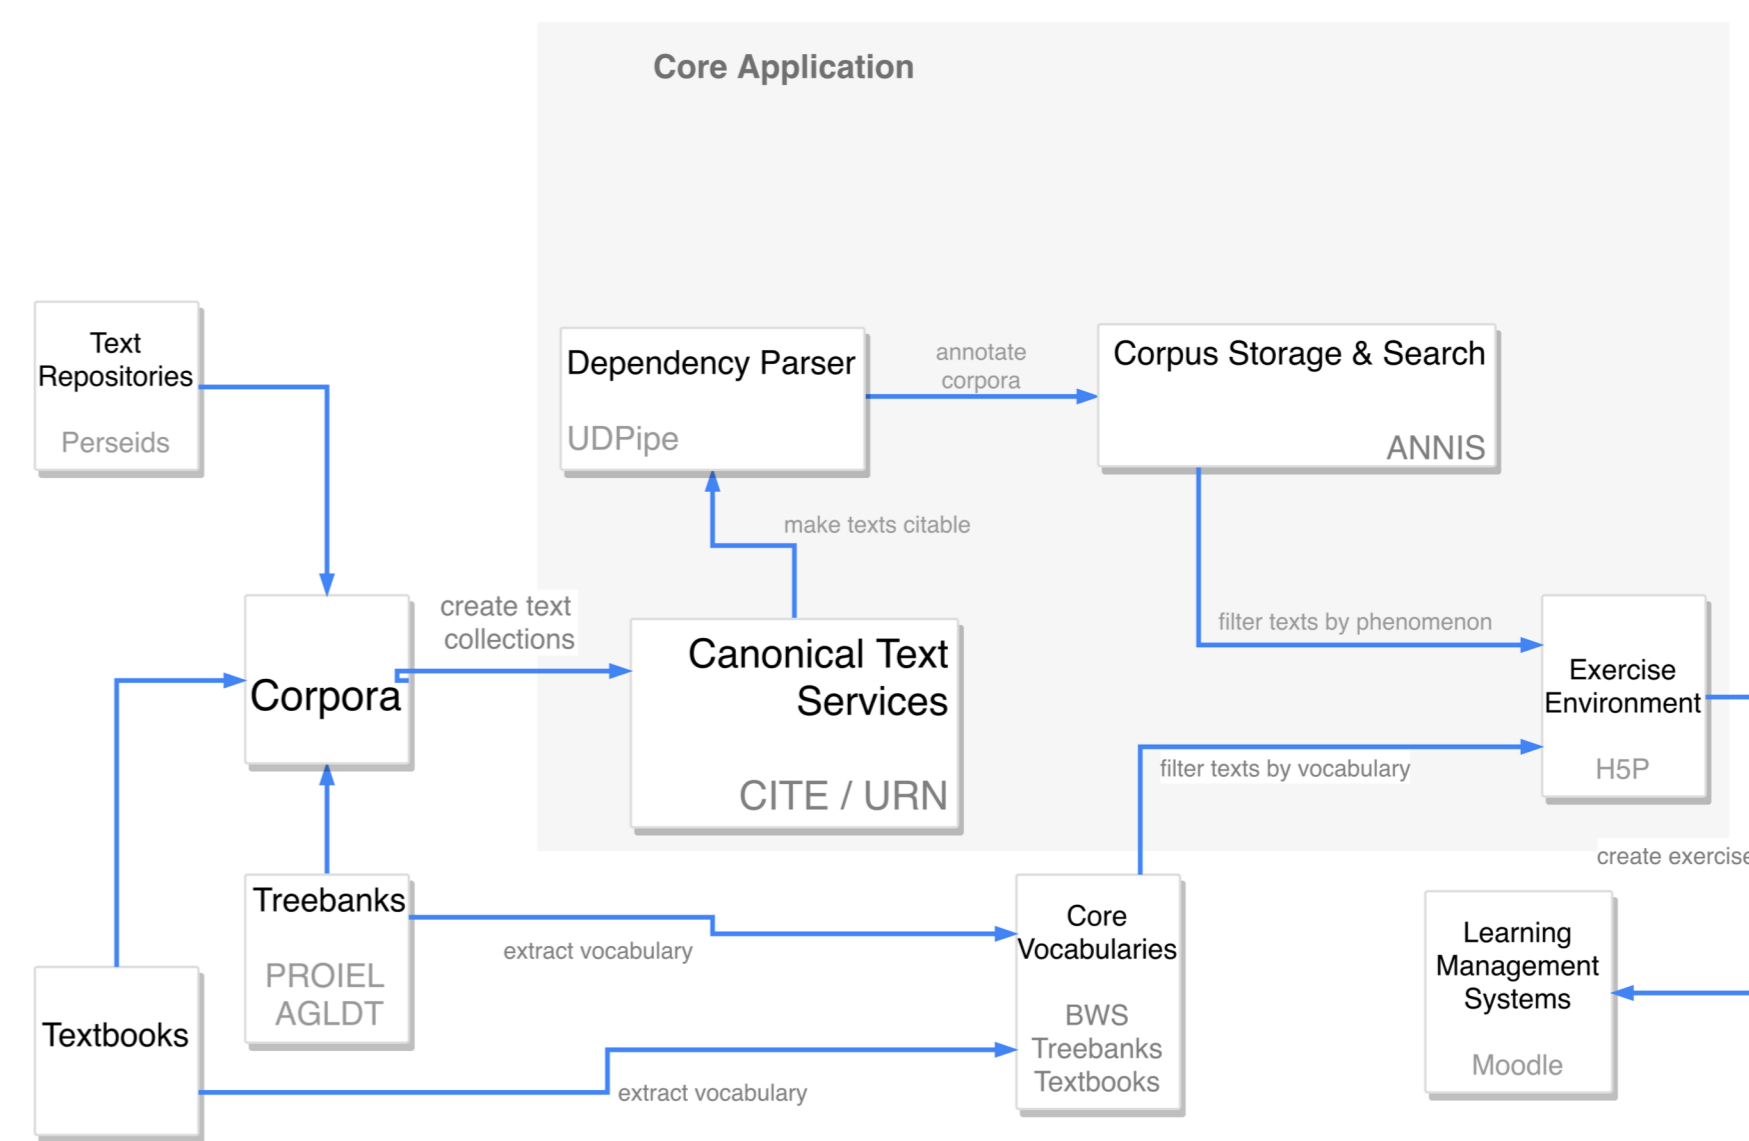 Core Application
Text
Repositories
Perseids
Dependency Parser
UDPipe
annotate
corpora
Corpus Storage & Search
ANNIS
make texts citable
create text
collections
Corpora
Canonical Text
Services
CITE / URN
filter texts by phenomenon
Exercise
Environment
H5P
filter texts by vocabulary
create exercise
Treebanks
PROIEL
AGLDT
extract vocabulary
Core
Vocabularies
BWS
Treebanks
Textbooks
Learning
Management
Systems
Moodle
Textbooks
extract vocabulary